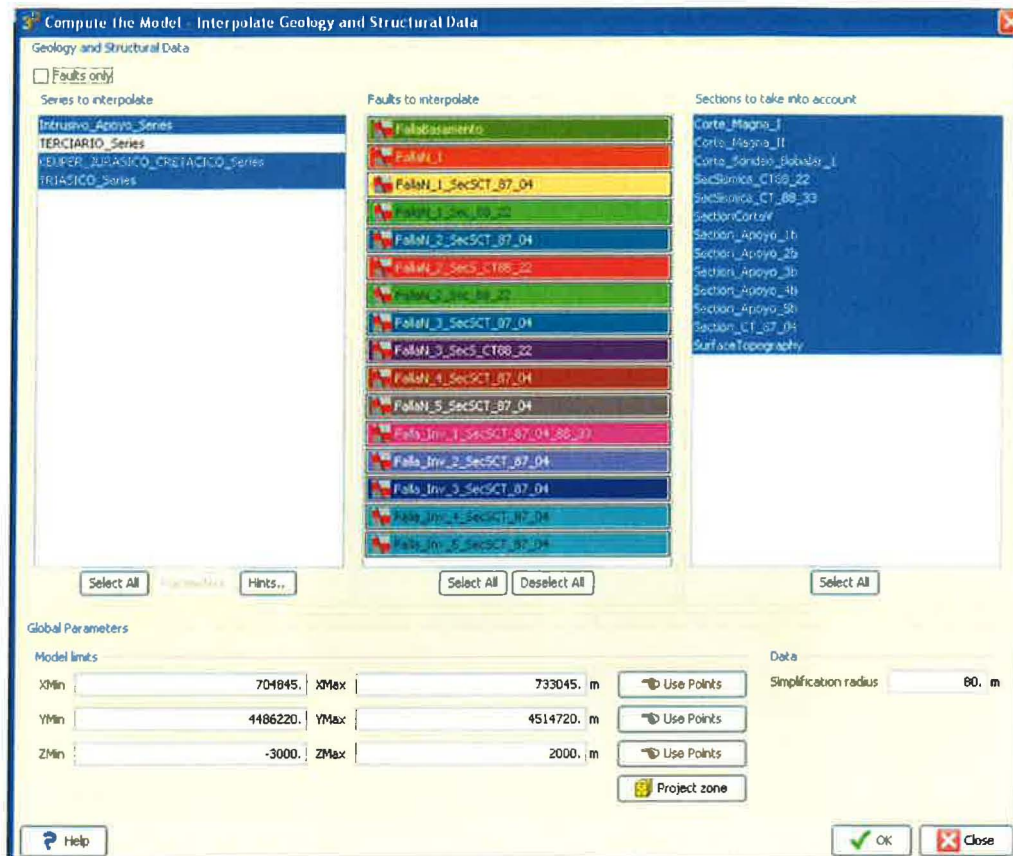 Compute the Model - Interpolate Geology and Structural Data
Geology and Structural Data
Faults only
Series to interpolate
Intrusivo_Apoyo_Series
TERCIARIO_Series
KEUPER_JURASICO_CRETACICO_Series
TRIASICO_Series
Select All
Parameters
Hints..
Faults to interpolate
FallaBasamento
FallaN_1
FallaN_1_SecSCT_87_04
FallaN_1_Sec_88_22
FallaN_2_SecSCT_87_04
FallaN_2_SecS_CT88_22
FallaN_2_Sec_88_22
FallaN_3_SecSCT_87_04
FallaN_3_SecS_CT88_22
FallaN_4_SecSCT_87_04
FallaN_5_SecSCT_87_04
Falla_Inv_1_SecSCT_87_04_88_33
Falla_Inv_2_SecSCT_87_04
Falla_Inv_3_SecSCT_87_04
Falla_Inv_4_SecSCT_87_04
Falla_Inv_5_SecSCT_87_04
Select All
Deselect All
Sections to take into account
Corte_Magna_I
Corte_Magna_II
Corte_Sondeo_Bobalar_1
SecSismica_CT88_22
SecSismica_CT_88_33
SectionCorteV
Section_Apoyo_1b
Section_Apoyo_2b
Section_Apoyo_3b
Section_Apoyo_4b
Section_Apoyo_5b
Section_CT_87_04
SurfaceTopography
Select All
Global Parameters
Model limits
XMin 704845. XMax 733045. m Use Points
YMin 4486220. YMax 4514720. m Use Points
ZMin -3000. ZMax 2000. m Use Points
Project zone
Data
Simplification radius 80. m
Help
OK
Close